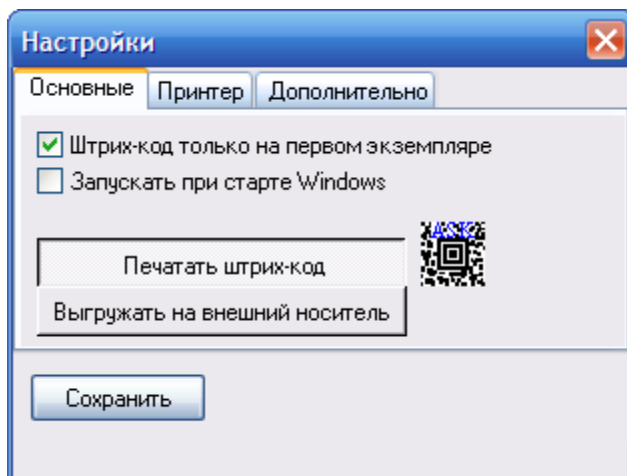 Настройки
Основные Принтер Дополнительно
Штрих-код только на первом экземпляре
Запускать при старте Windows
ASK
Печатать штрих-код
Выгружать на внешний носитель
Сохранить